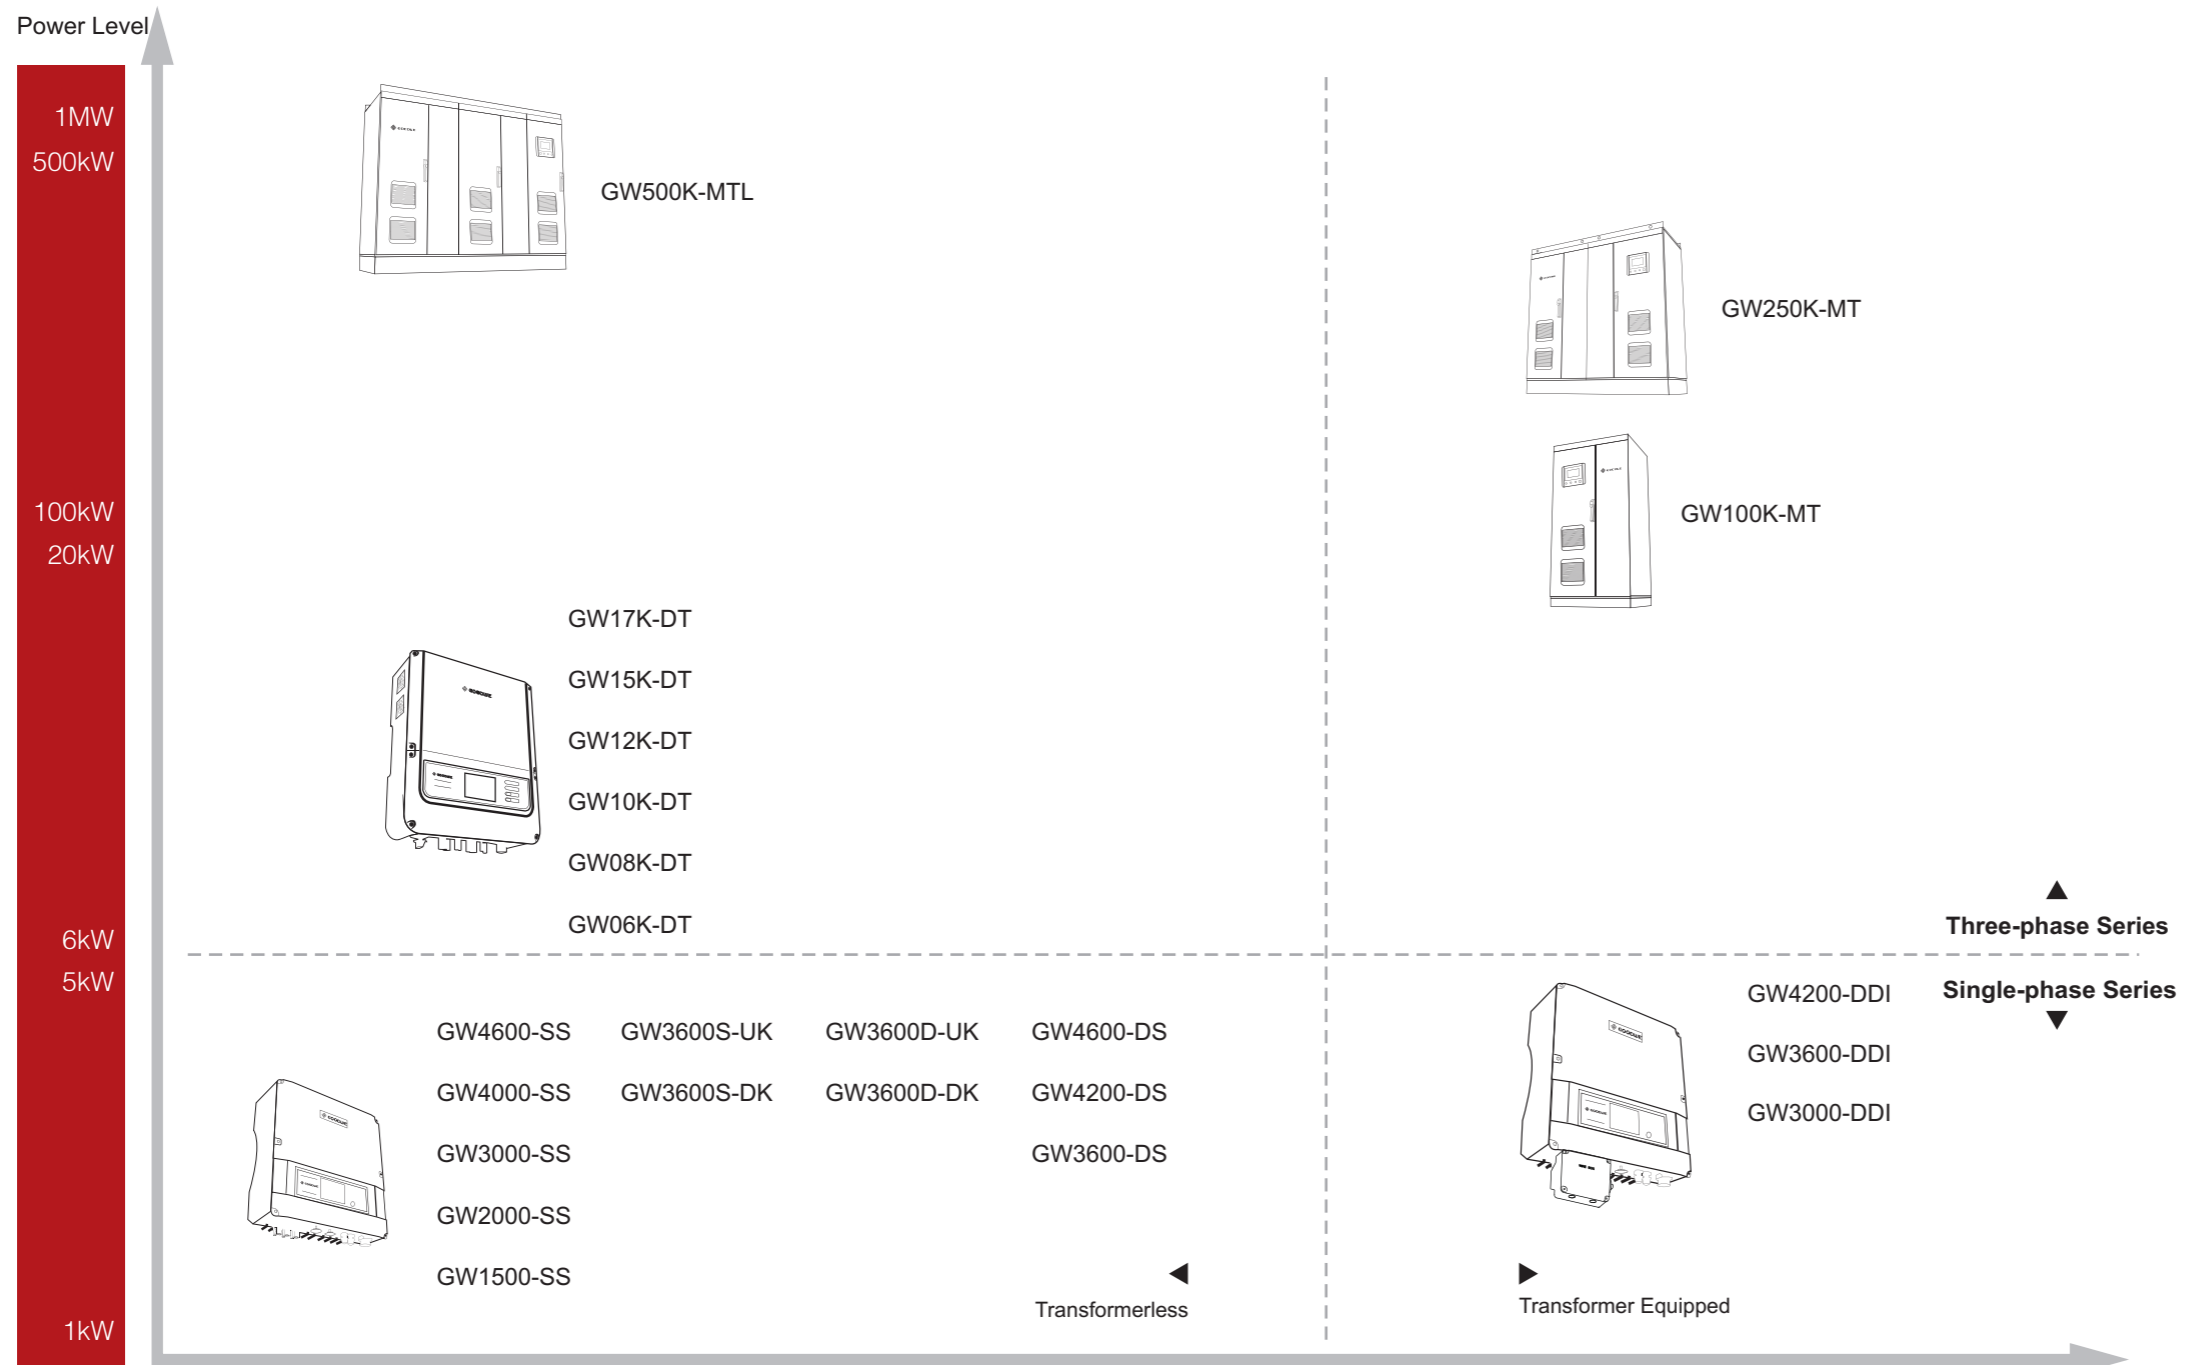 Power Level
1MW
500kW
100kW
20kW
6kW
5kW
1kW
GW500K-MTL
GW250K-MT
GW100K-MT
GW17K-DT
GW15K-DT
GW12K-DT
GW10K-DT
GW08K-DT
GW06K-DT
Three-phase Series
Single-phase Series
GW4600-SS GW3600S-UK GW3600D-UK GW4600-DS
GW4000-SS GW3600S-DK GW3600D-DK GW4200-DS
GW3000-SS GW3600-DS
GW2000-SS
GW1500-SS
GW4200-DDI
GW3600-DDI
GW3000-DDI
Transformerless
Transformer Equipped